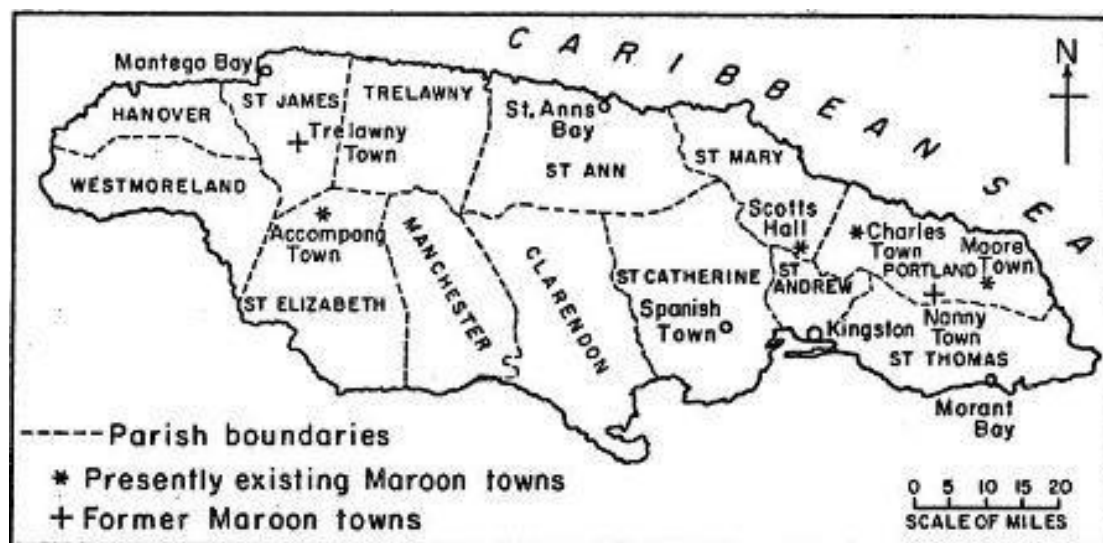 CARIBBEAN SEA
N
Montego Bay
HANOVER
ST JAMES
TRELAWNY
St. Anns
Bay
Trelawny
Town
WESTMORELAND
ST ANN
ST MARY
Accompong
Town
MANCHESTER
CLARENDON
Scotts
Hall
Charles
Town
Moore
Town
PORTLAND
ST CATHERINE
ST
ANDREW
ST ELIZABETH
Spanish
Town
Kingston
Nanny
Town
ST THOMAS
Morant
Bay
Parish boundaries
* Presently existing Maroon towns
+ Former Maroon towns
0 5 10 15 20
SCALE OF MILES